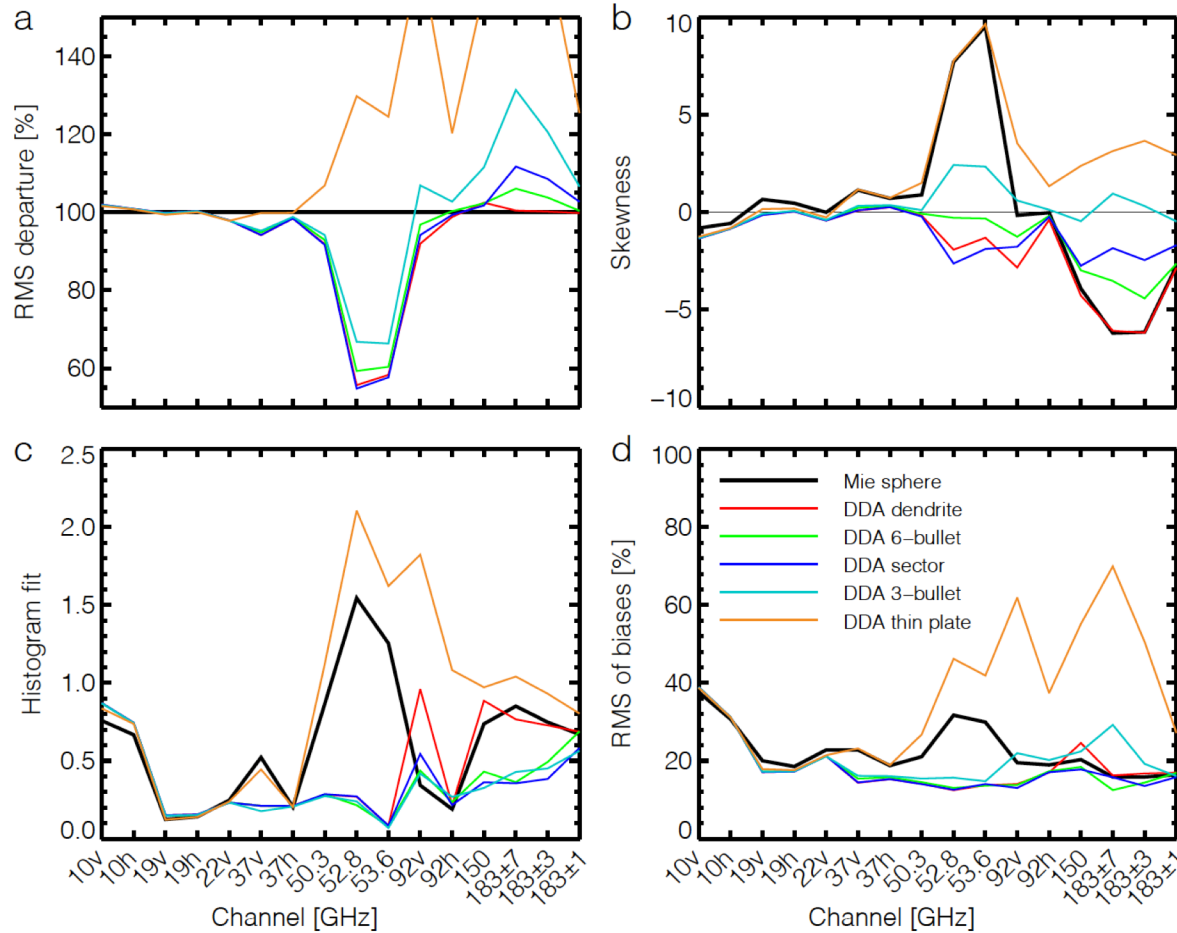 a
RMS departure [%]
140
120
100
80
60
b
Skewness
10
5
0
−5
−10
c
Histogram fit
2.5
2.0
1.5
1.0
0.5
0.0
10v
10h
19v
19h
22v
37v
37h
50.3
52.8
53.6
92v
92h
150
183±7
183±3
183±1
Channel [GHz]
d
RMS of biases [%]
100
80
60
40
20
0
Mie sphere
DDA dendrite
DDA 6−bullet
DDA sector
DDA 3−bullet
DDA thin plate
10v
10h
19v
19h
22v
37v
37h
50.3
52.8
53.6
92v
92h
150
183±7
183±3
183±1
Channel [GHz]